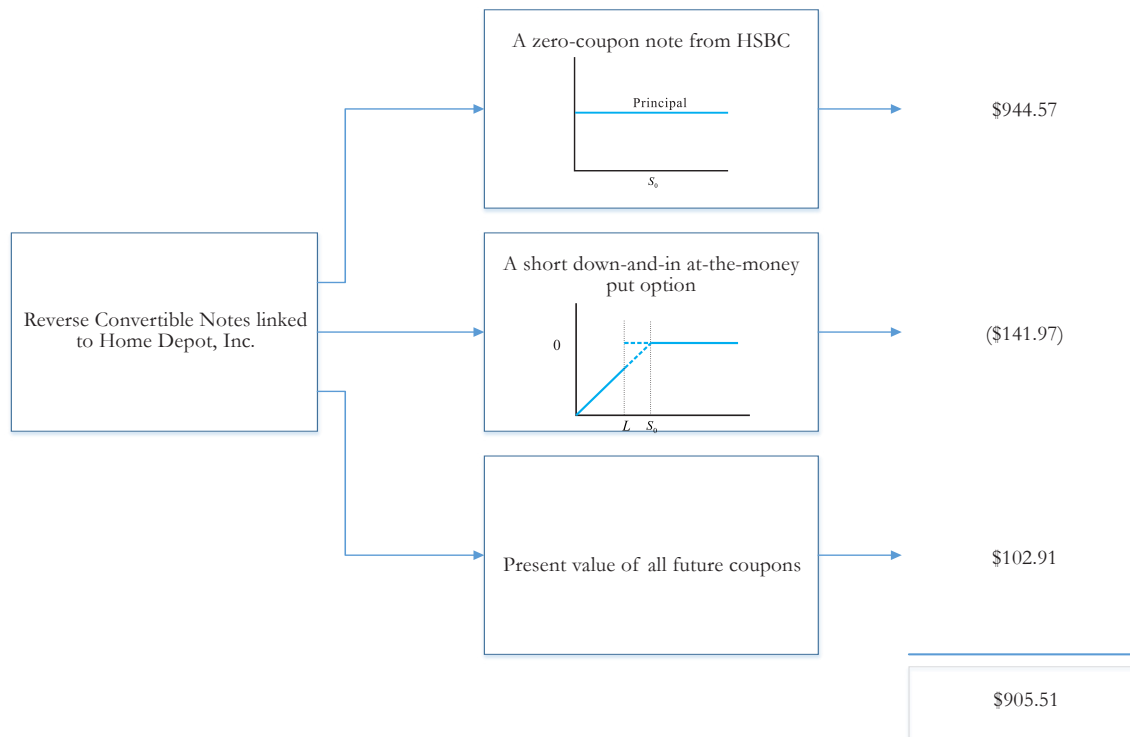 A zero-coupon note from HSBC
Principal
S₀
$944.57
Reverse Convertible Notes linked
to Home Depot, Inc.
A short down-and-in at-the-money
put option
0
L
S₀
($141.97)
Present value of all future coupons
$102.91
$905.51